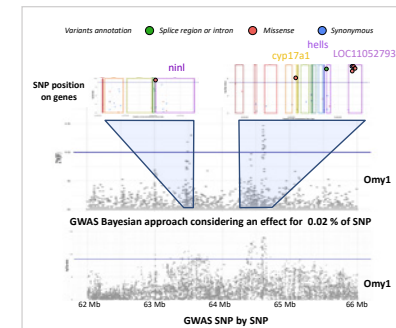 Variants annotation Splice region or intron Missense Synonymous
hells
ninl cyp17a1 LOC11052793
SNP position
on genes
Omy1
GWAS Bayesian approach considering an effect for 0.02 % of SNP
Omy1
62 Mb 63 Mb 64 Mb 65 Mb 66 Mb
GWAS SNP by SNP